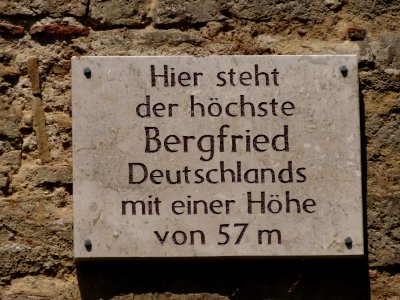 Hier steht
der höchste
Bergfried
Deutschlands
mit einer Höhe
von 57 m